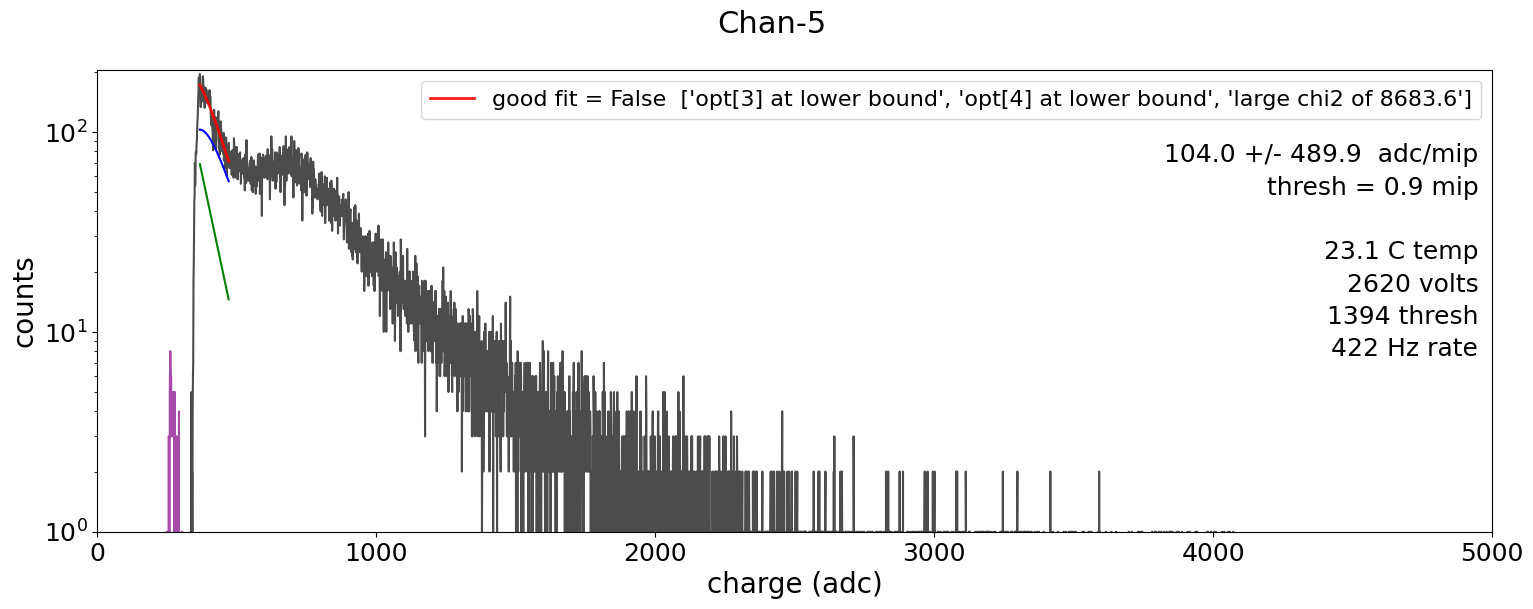 Chan-5
good fit = False  ['opt[3] at lower bound', 'opt[4] at lower bound', 'large chi2 of 8683.6']
104.0 +/- 489.9  adc/mip
thresh = 0.9 mip
23.1 C temp
2620 volts
1394 thresh
422 Hz rate
counts
10²
10¹
10⁰
0 1000 2000 3000 4000 5000
charge (adc)